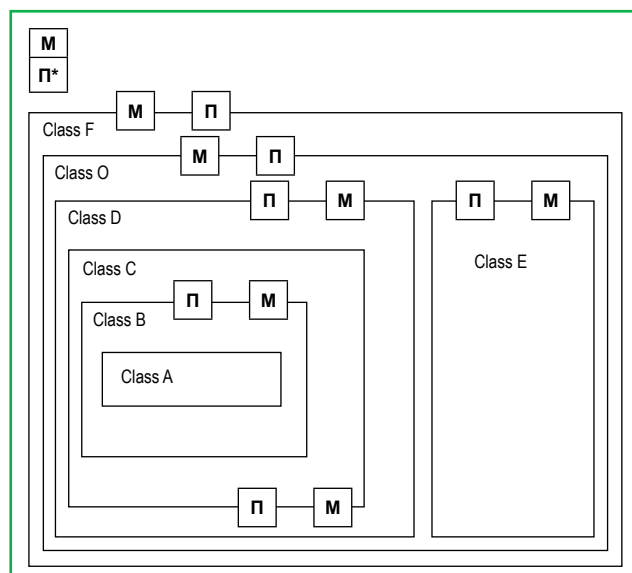 М
П*
М П
Class F
М П
Class O
П М
П М
Class D
Class C
Class E
П М
Class B
Class A
П М